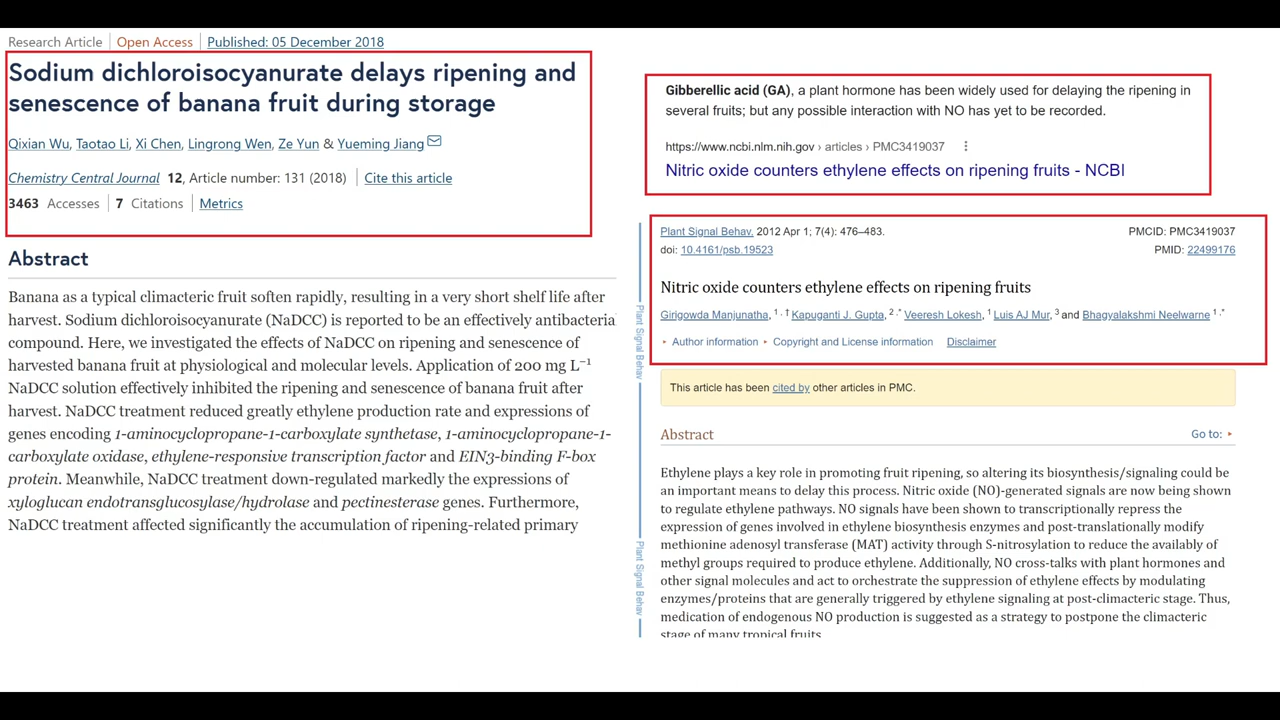 Research Article | Open Access | Published: 05 December 2018
Sodium dichloroisocyanurate delays ripening and
senescence of banana fruit during storage
Qixian Wu, Taotao Li, Xi Chen, Lingrong Wen, Ze Yun & Yueming Jiang
Chemistry Central Journal 12, Article number: 131 (2018) | Cite this article
3463 Accesses | 7 Citations | Metrics
Abstract
Banana as a typical climacteric fruit soften rapidly, resulting in a very short shelf life after
harvest. Sodium dichloroisocyanurate (NaDCC) is reported to be an effectively antibacteria
compound. Here, we investigated the effects of NaDCC on ripening and senescence of
harvested banana fruit at physiological and molecular levels. Application of 200 mg L⁻¹
NaDCC solution effectively inhibited the ripening and senescence of banana fruit after
harvest. NaDCC treatment reduced greatly ethylene production rate and expressions of
genes encoding 1-aminocyclopropane-1-carboxylate synthetase, 1-aminocyclopropane-1-
carboxylate oxidase, ethylene-responsive transcription factor and EIN3-binding F-box
protein. Meanwhile, NaDCC treatment down-regulated markedly the expressions of
xyloglucan endotransglucosylase/hydrolase and pectinesterase genes. Furthermore,
NaDCC treatment affected significantly the accumulation of ripening-related primary
Gibberellic acid (GA), a plant hormone has been widely used for delaying the ripening in
several fruits; but any possible interaction with NO has yet to be recorded.
https://www.ncbi.nlm.nih.gov › articles › PMC3419037
Nitric oxide counters ethylene effects on ripening fruits - NCBI
Plant Signal Behav. 2012 Apr 1; 7(4): 476–483. PMCID: PMC3419037
doi: 10.4161/psb.19523 PMID: 22499176
Nitric oxide counters ethylene effects on ripening fruits
Girigowda Manjunatha, 1,† Kapuganti J. Gupta, 2,* Veeresh Lokesh, 1 Luis AJ Mur, 3 and Bhagyalakshmi Neelwarne 1,*
▸ Author information ▸ Copyright and License information Disclaimer
This article has been cited by other articles in PMC.
Abstract Go to: ▸
Ethylene plays a key role in promoting fruit ripening, so altering its biosynthesis/signaling could be
an important means to delay this process. Nitric oxide (NO)-generated signals are now being shown
to regulate ethylene pathways. NO signals have been shown to transcriptionally repress the
expression of genes involved in ethylene biosynthesis enzymes and post-translationally modify
methionine adenosyl transferase (MAT) activity through S-nitrosylation to reduce the availably of
methyl groups required to produce ethylene. Additionally, NO cross-talks with plant hormones and
other signal molecules and act to orchestrate the suppression of ethylene effects by modulating
enzymes/proteins that are generally triggered by ethylene signaling at post-climacteric stage. Thus,
medication of endogenous NO production is suggested as a strategy to postpone the climacteric
stage of many tropical fruits.
Plant Signal Behav
Plant Signal Behav